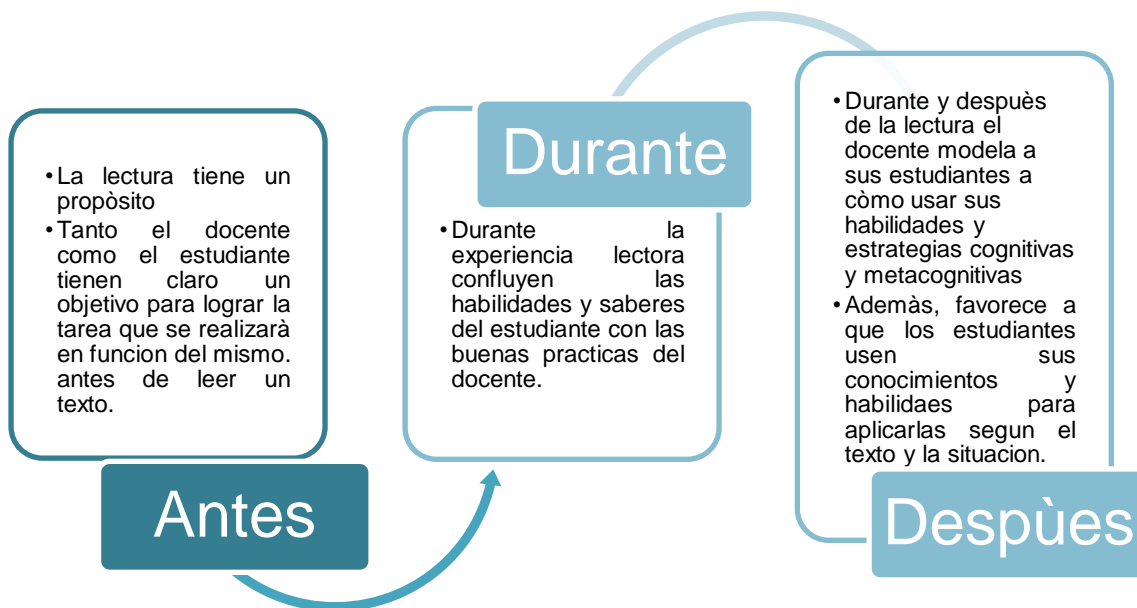 • La lectura tiene un
propòsito
• Tanto el docente
como el estudiante
tienen claro un
objetivo para lograr la
tarea que se realizarà
en funcion del mismo.
antes de leer un
texto.
Antes
Durante
• Durante la
experiencia lectora
confluyen las
habilidades y saberes
del estudiante con las
buenas practicas del
docente.
• Durante y despuès
de la lectura el
docente modela a
sus estudiantes a
còmo usar sus
habilidades y
estrategias cognitivas
y metacognitivas
• Ademàs, favorece a
que los estudiantes
usen sus
conocimientos y
habilidaes para
aplicarlas segun el
texto y la situacion.
Despùes